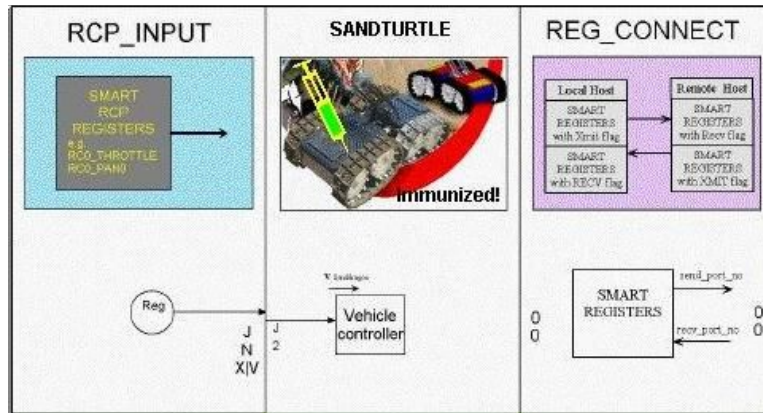 RCP_INPUT
SMART
RCP
REGISTERS
e.g.
RC0_THROTTLE
RC0_PAN0
Reg
J
N
X|V
SANDTURTLE
immunized!
J
2
Vehicle
controller
REG_CONNECT
Local Host
SMART
REGISTERS
with Xmit flag
SMART
REGISTERS
with RECV flag
Remote Host
SMART
REGISTERS
with Recv flag
SMART
REGISTERS
with XMIT flag
0
0
SMART
REGISTERS
send_port_no
recv_port_no
0
0